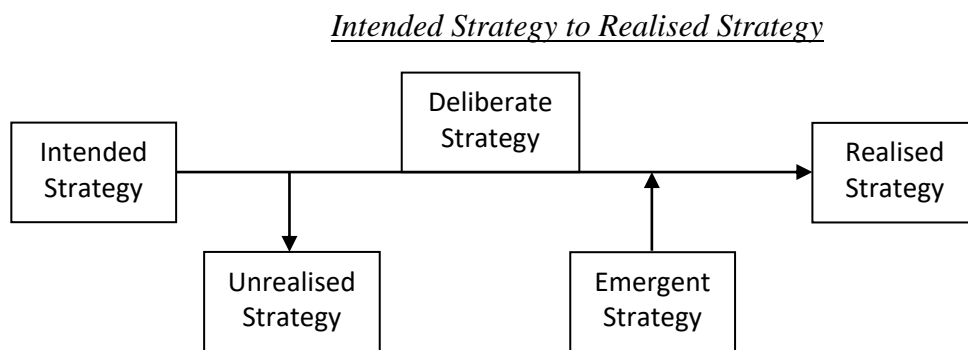 Intended Strategy to Realised Strategy
Deliberate
Strategy
Intended
Strategy
Realised
Strategy
Unrealised
Strategy
Emergent
Strategy